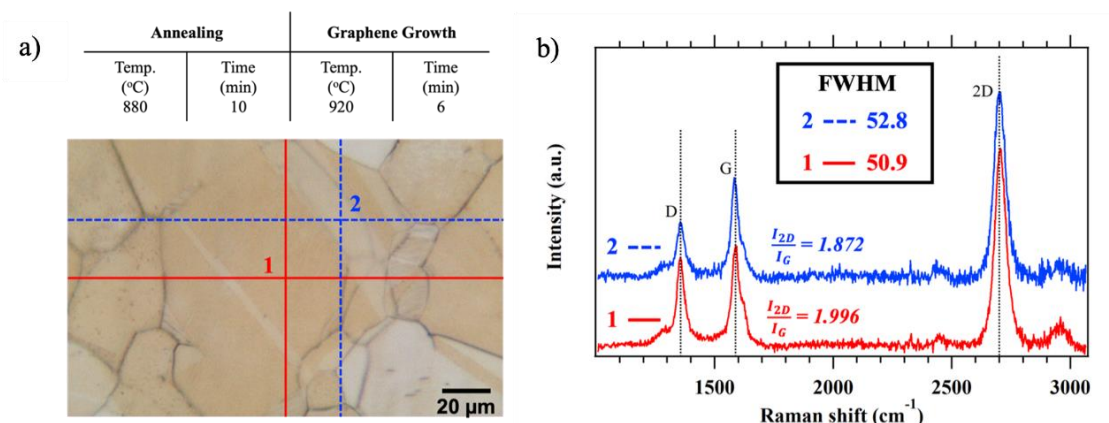 a)
Annealing Graphene Growth
Temp. Time Temp. Time
(°C) (min) (°C) (min)
880 10 920 6
2
1
20 μm
b)
FWHM
2 --- 52.8
1 — 50.9
2D
G
D
2 ---
I2D/IG = 1.872
1 —
I2D/IG = 1.996
Intensity (a.u.)
1500 2000 2500 3000
Raman shift (cm⁻¹)